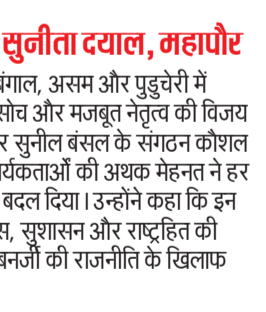 सुनीता दयाल, महापौर
बंगाल, असम और पुडुचेरी में
सोच और मजबूत नेतृत्व की विजय
र सुनील बंसल के संगठन कौशल
र्यकर्ताओं की अथक मेहनत ने हर
बदल दिया। उन्होंने कहा कि इन
स, सुशासन और राष्ट्रहित की
बनर्जी की राजनीति के खिलाफ